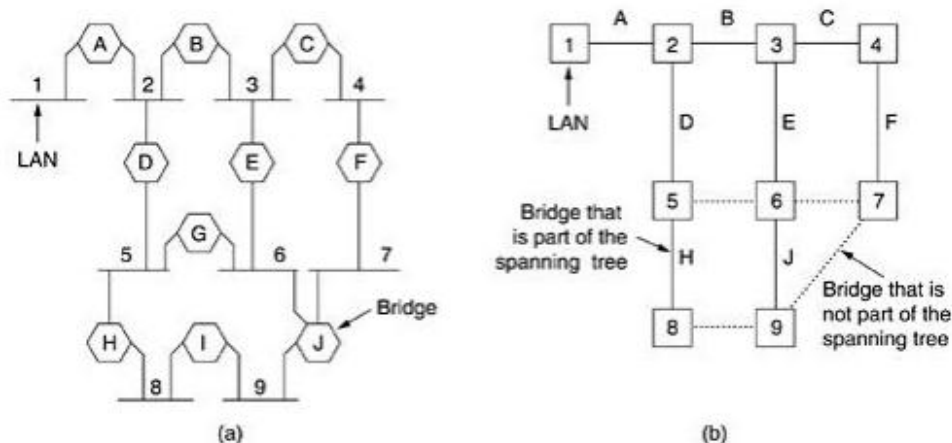 A
B
C
1
2
3
4
LAN
D
E
F
G
5
6
7
Bridge
H
I
J
8
9
(a)
A
B
C
1
2
3
4
LAN
D
E
F
5
6
7
Bridge that
is part of the
spanning tree
H
J
Bridge that is
not part of the
spanning tree
8
9
(b)